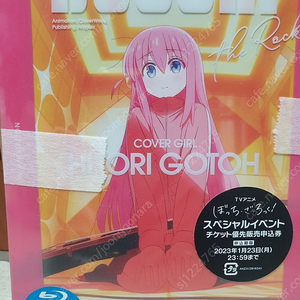 Animation: CloverWorks
the Rock
COVER GIRL
ORI GOTOH
TVアニメ
ぼっち・ざ・ろっく!
スペシャルイベント
チケット優先販売申込券
申込期間
2023年1月23日(月)
23:59まで